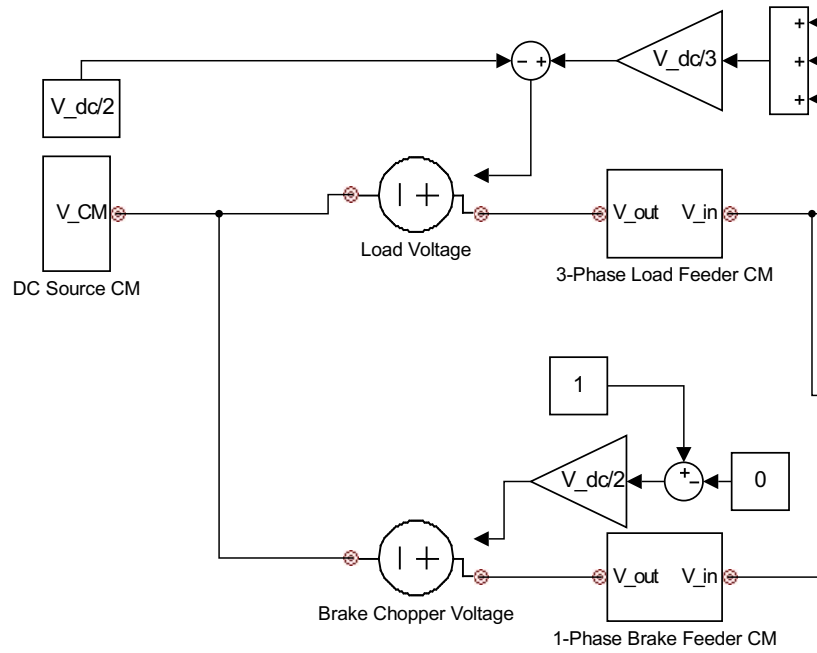 V_dc/3
+
+
+
- +
V_dc/2
V_CM
DC Source CM
Load Voltage
V_out V_in
3-Phase Load Feeder CM
1
V_dc/2
+
-
0
Brake Chopper Voltage
V_out V_in
1-Phase Brake Feeder CM